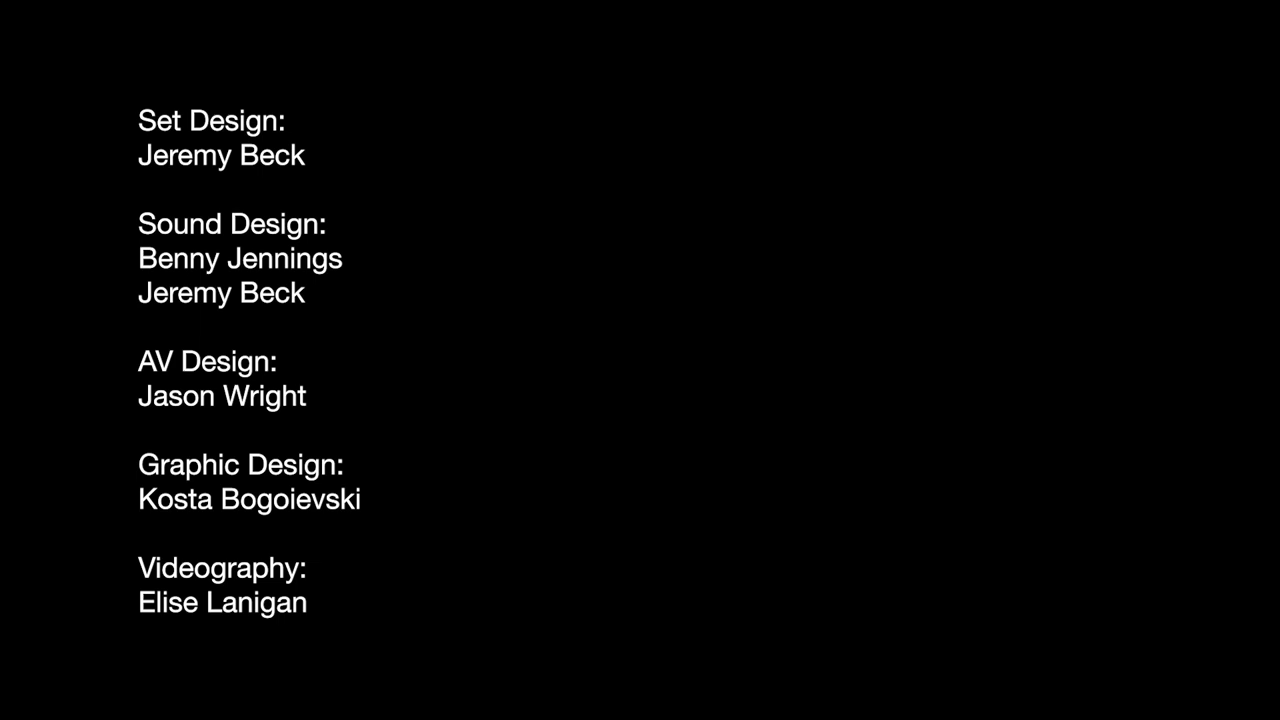 Set Design:
Jeremy Beck
Sound Design:
Benny Jennings
Jeremy Beck
AV Design:
Jason Wright
Graphic Design:
Kosta Bogoievski
Videography:
Elise Lanigan